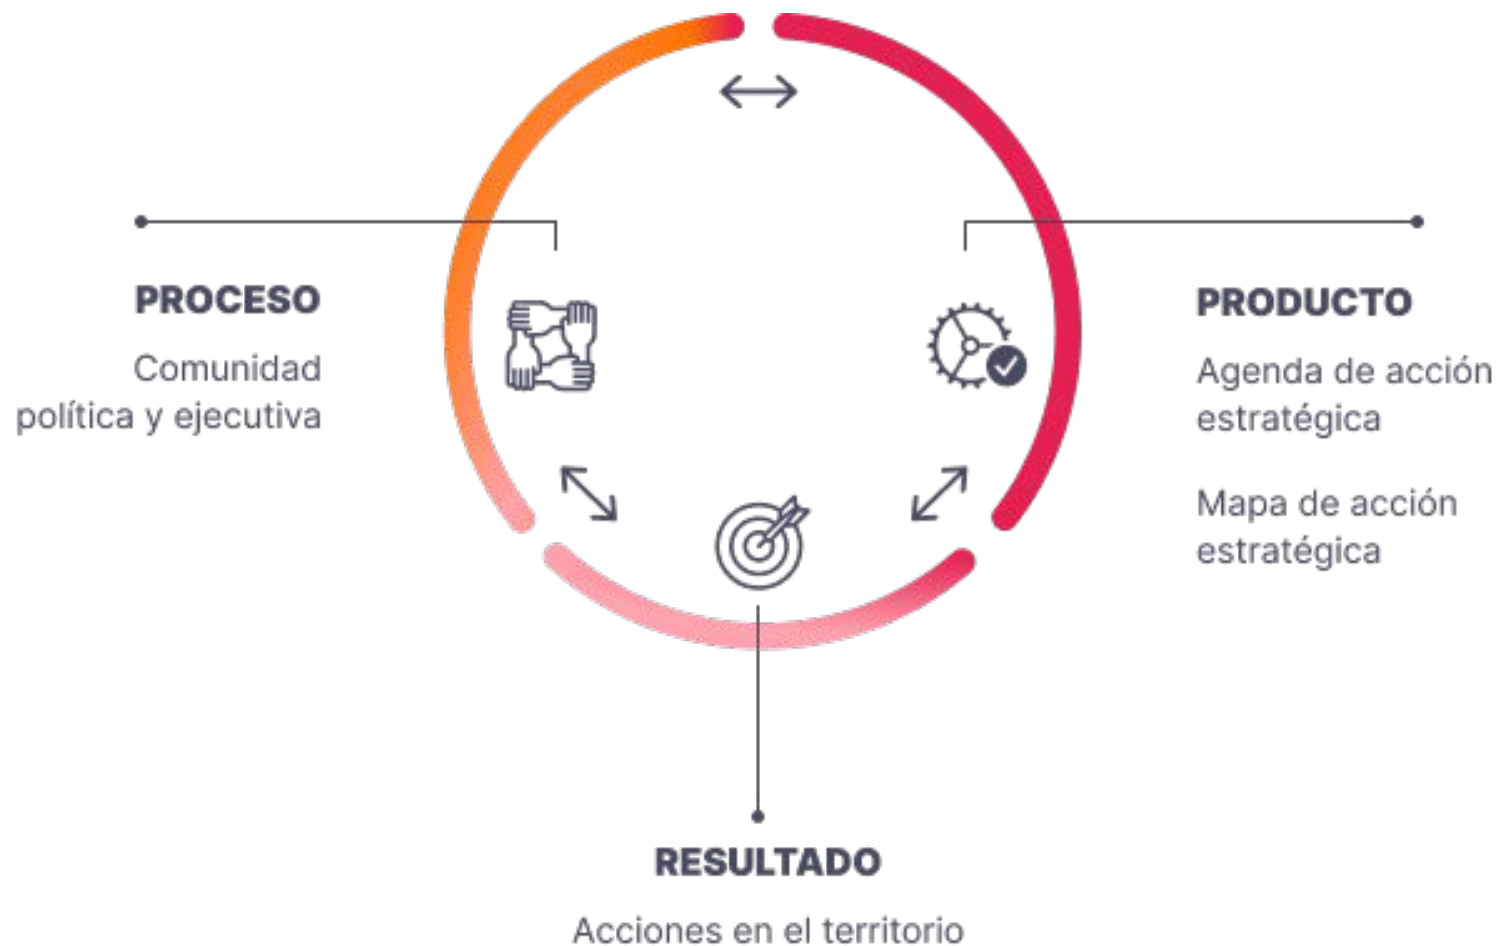 PROCESO
Comunidad
política y ejecutiva
PRODUCTO
Agenda de acción
estratégica
Mapa de acción
estratégica
RESULTADO
Acciones en el territorio